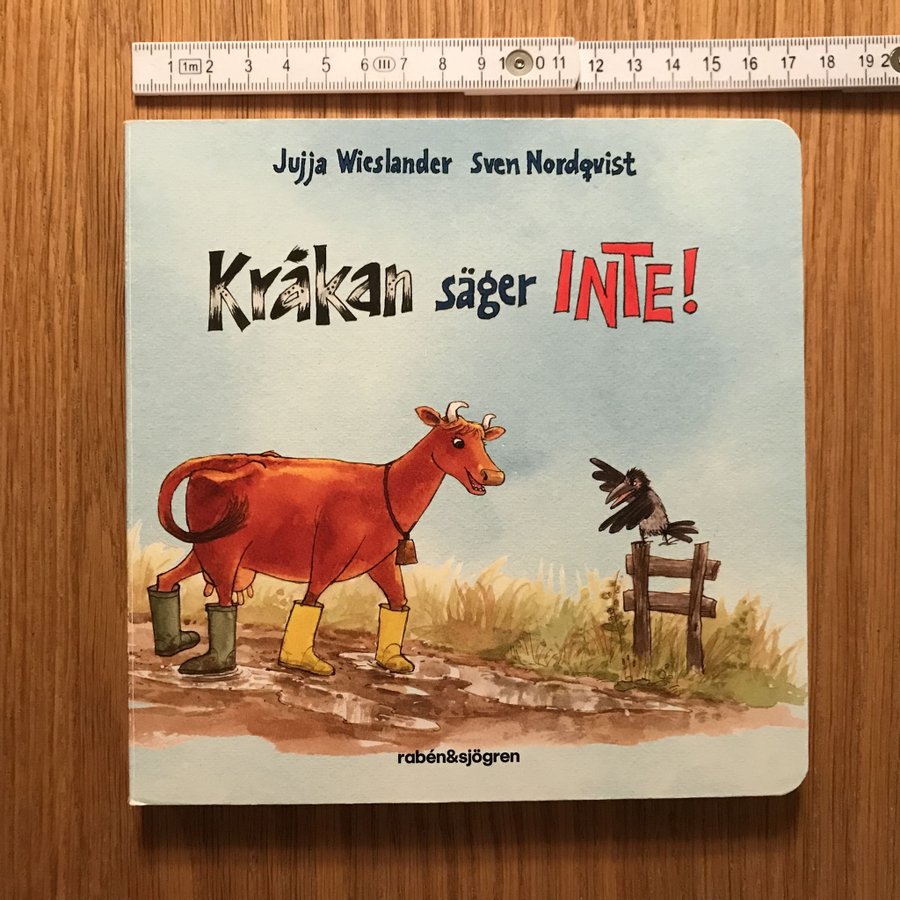 1 1m 2 3 4 5 6 III 7 8 9 10 11 12 13 14 15 16 17 18 19 2
Jujja Wieslander Sven Nordqvist
Kråkan säger INTE!
rabén&sjögren